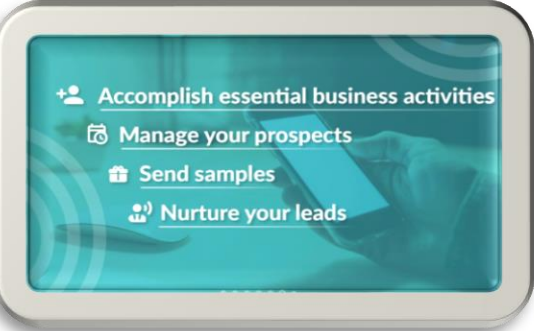 Accomplish essential business activities
Manage your prospects
Send samples
Nurture your leads